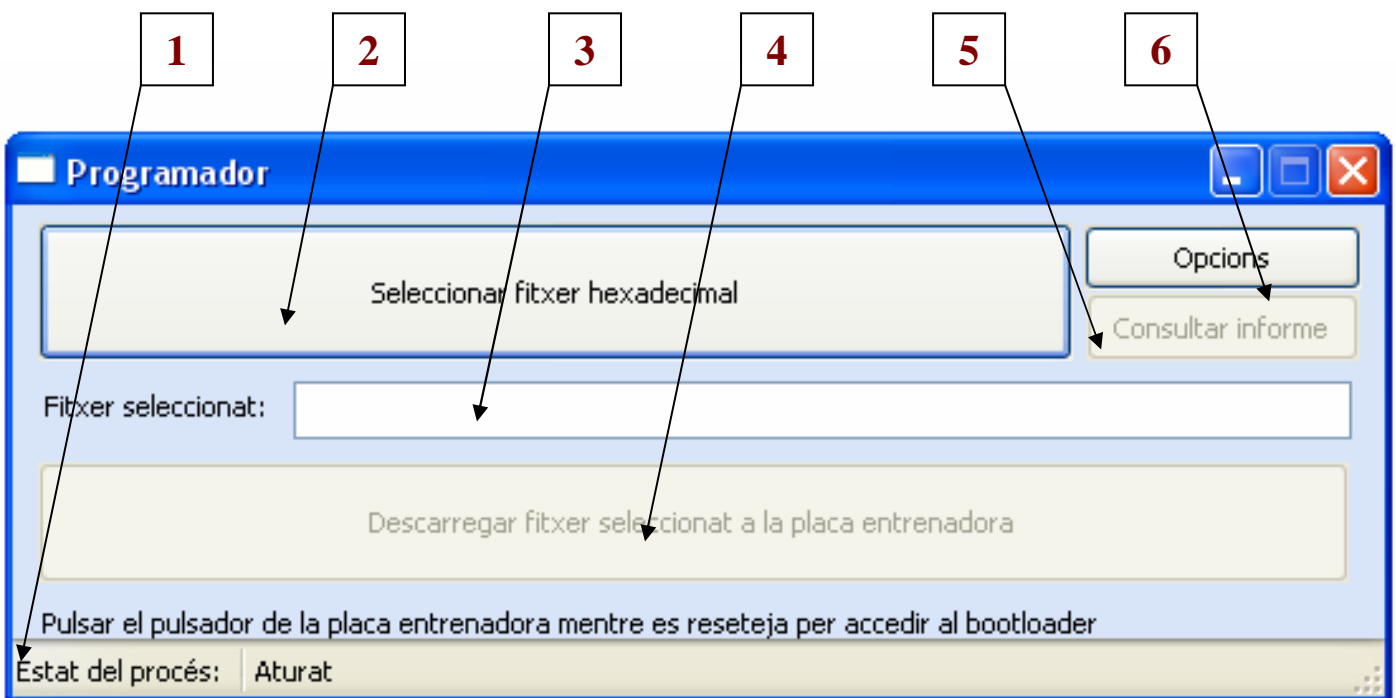 1 2 3 4 5 6
Programador
Seleccionar fitxer hexadecimal
Opcions
Consultar informe
Fitxer seleccionat:
Descarregar fitxer seleccionat a la placa entrenadora
Pulsar el pulsador de la placa entrenadora mentre es reseteja per accedir al bootloader
Estat del procés: Aturat